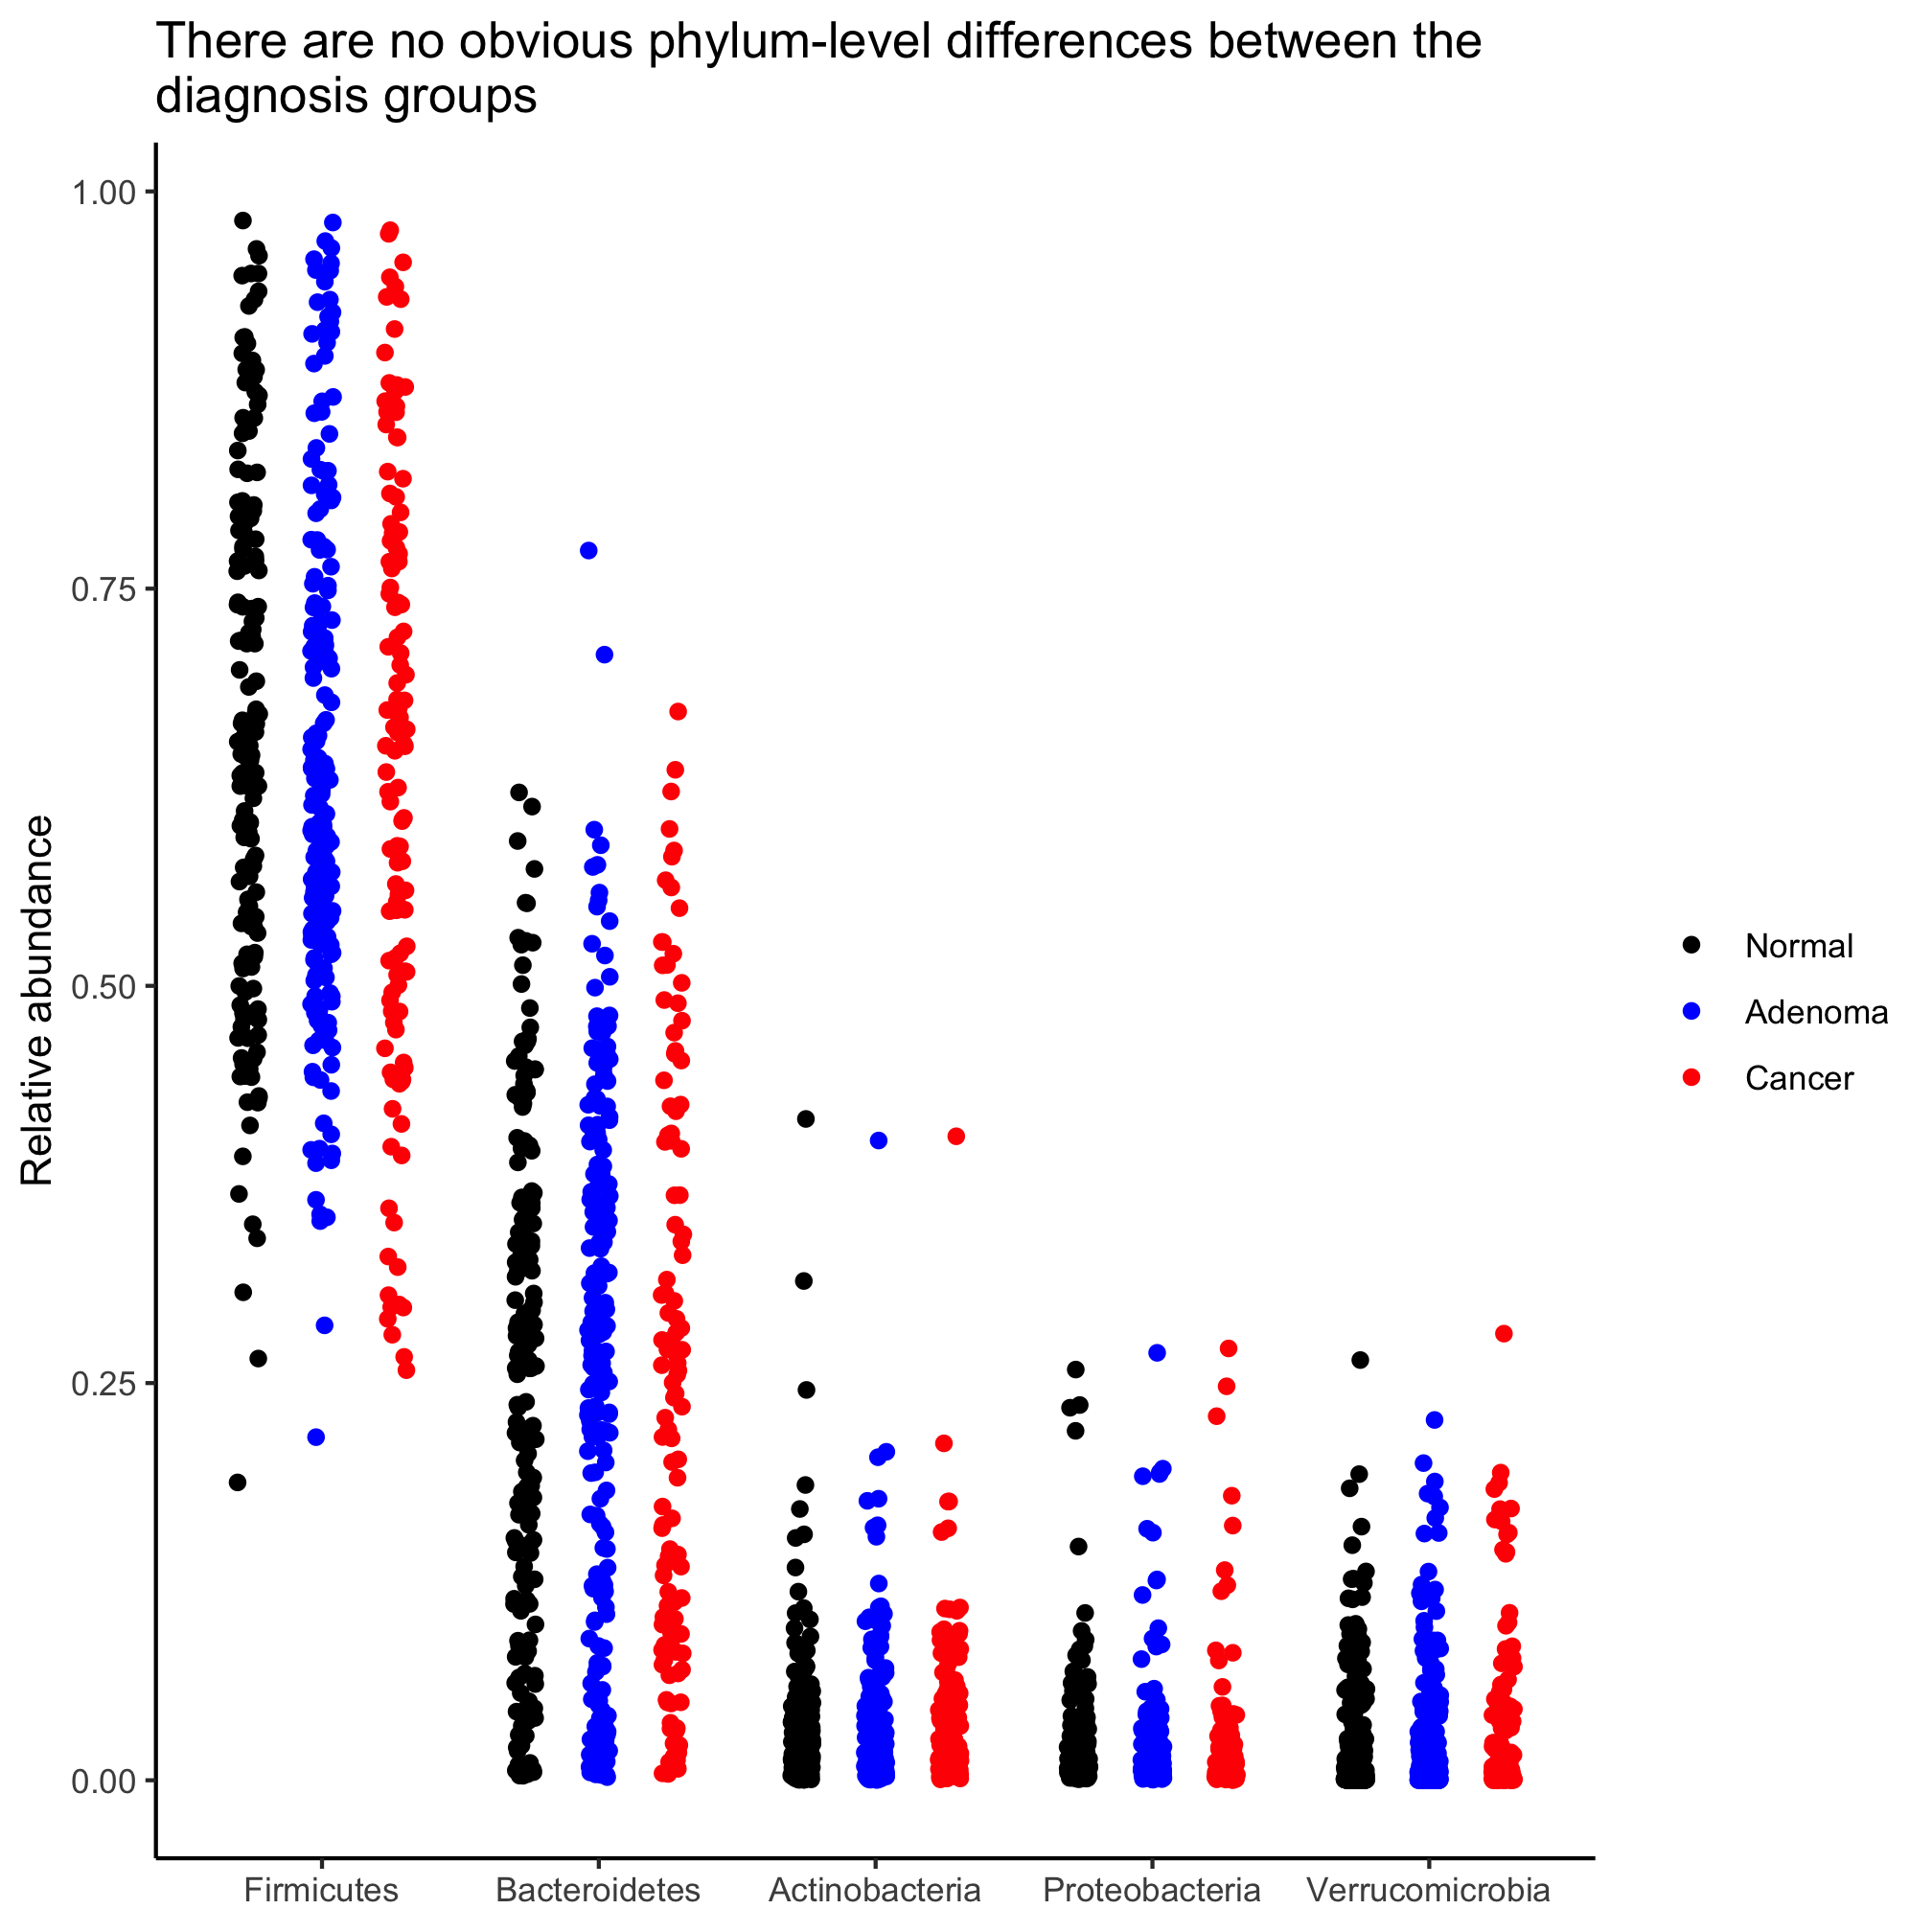 There are no obvious phylum-level differences between the
diagnosis groups
1.00
0.75
0.50
0.25
0.00
Relative abundance
Firmicutes
Bacteroidetes
Actinobacteria
Proteobacteria
Verrucomicrobia
Normal
Adenoma
Cancer